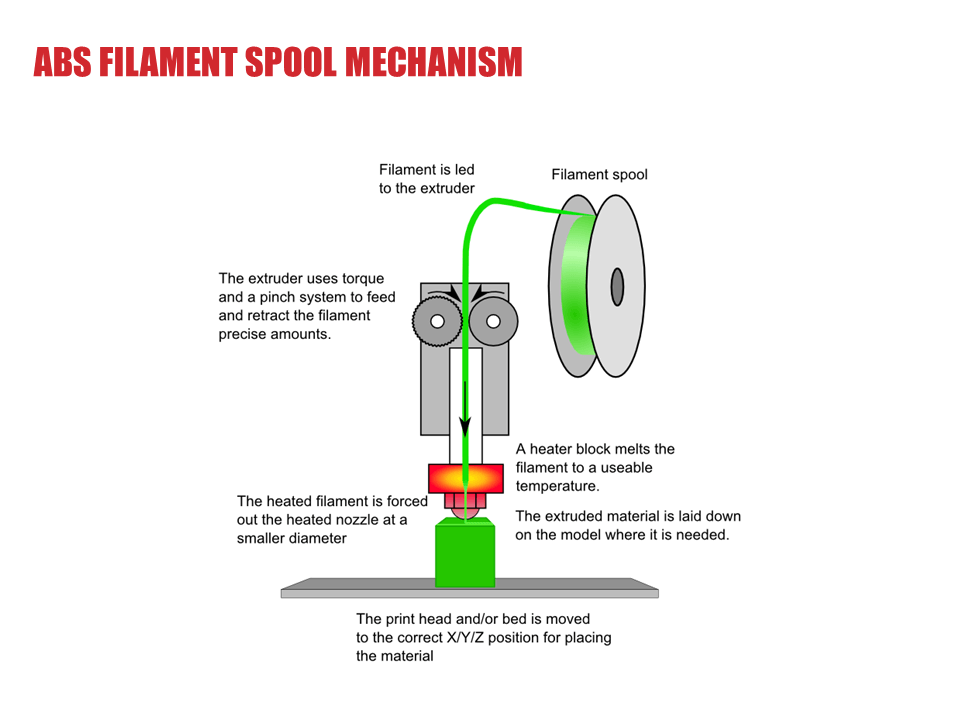 ABS FILAMENT SPOOL MECHANISM
Filament is led
to the extruder
Filament spool
The extruder uses torque
and a pinch system to feed
and retract the filament
precise amounts.
A heater block melts the
filament to a useable
temperature.
The heated filament is forced
out the heated nozzle at a
smaller diameter
The extruded material is laid down
on the model where it is needed.
The print head and/or bed is moved
to the correct X/Y/Z position for placing
the material